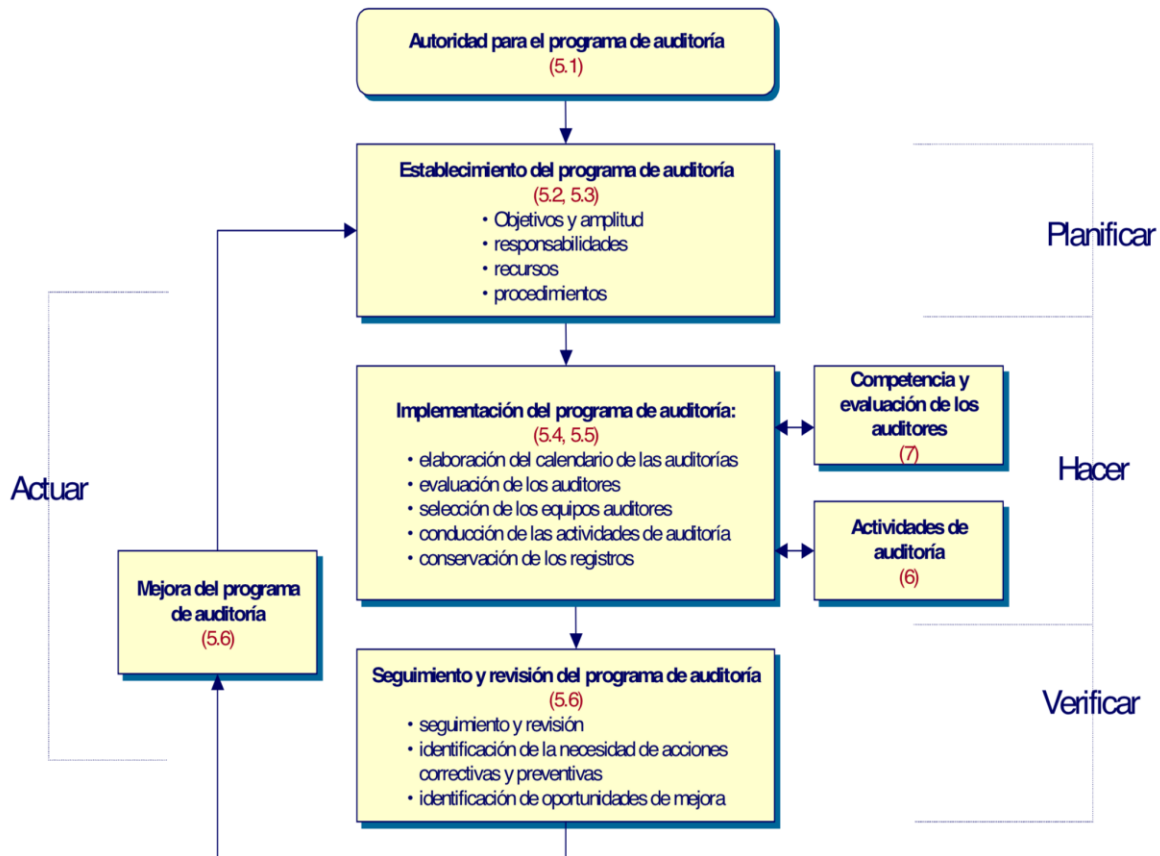 Autoridad para el programa de auditoría
(5.1)
Establecimiento del programa de auditoría
(5.2, 5.3)
• Objetivos y amplitud
• responsabilidades
• recursos
• procedimientos
Planificar
Implementación del programa de auditoría:
(5.4, 5.5)
• elaboración del calendario de las auditorías
• evaluación de los auditores
• selección de los equipos auditores
• conducción de las actividades de auditoría
• conservación de los registros
Competencia y
evaluación de los
auditores
(7)
Hacer
Actividades de
auditoría
(6)
Actuar
Mejora del programa
de auditoría
(5.6)
Seguimiento y revisión del programa de auditoría
(5.6)
• seguimiento y revisión
• identificación de la necesidad de acciones
correctivas y preventivas
• identificación de oportunidades de mejora
Verificar